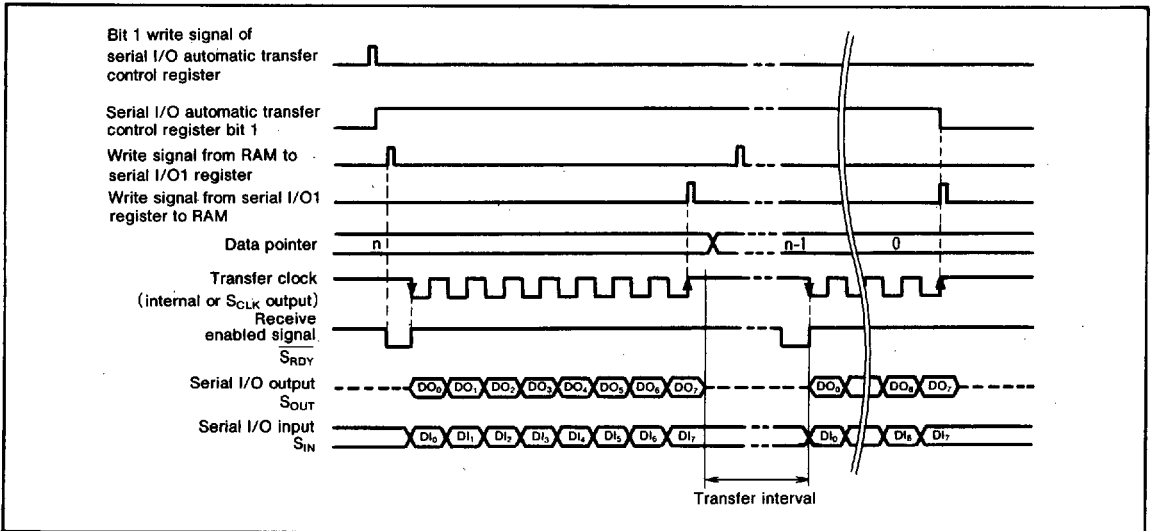 Bit 1 write signal of
serial I/O automatic transfer
control register
Serial I/O automatic transfer
control register bit 1
Write signal from RAM to
serial I/O1 register
Write signal from serial I/O1
register to RAM
Data pointer n n-1 0
Transfer clock
(internal or SCLK output)
Receive
enabled signal
SRDY
Serial I/O output DO0 DO1 DO2 DO3 DO4 DO5 DO6 DO7 DO0 DO6 DO7
SOUT
Serial I/O input DI0 DI1 DI2 DI3 DI4 DI5 DI6 DI7 DI0 DI6 DI7
SIN
Transfer interval